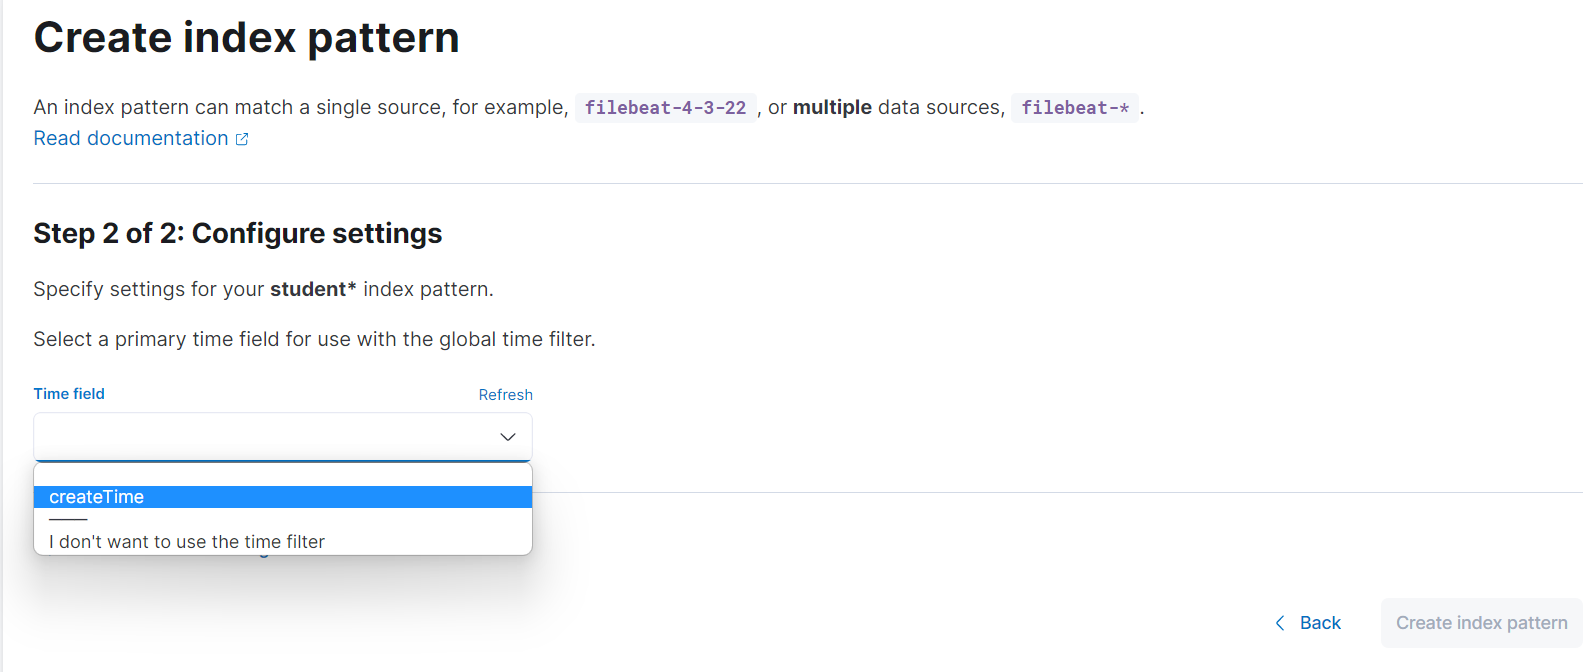 Create index pattern
An index pattern can match a single source, for example, filebeat-4-3-22 , or multiple data sources, filebeat-* .
Read documentation
Step 2 of 2: Configure settings
Specify settings for your student* index pattern.
Select a primary time field for use with the global time filter.
Time field Refresh
createTime
I don't want to use the time filter
Back Create index pattern